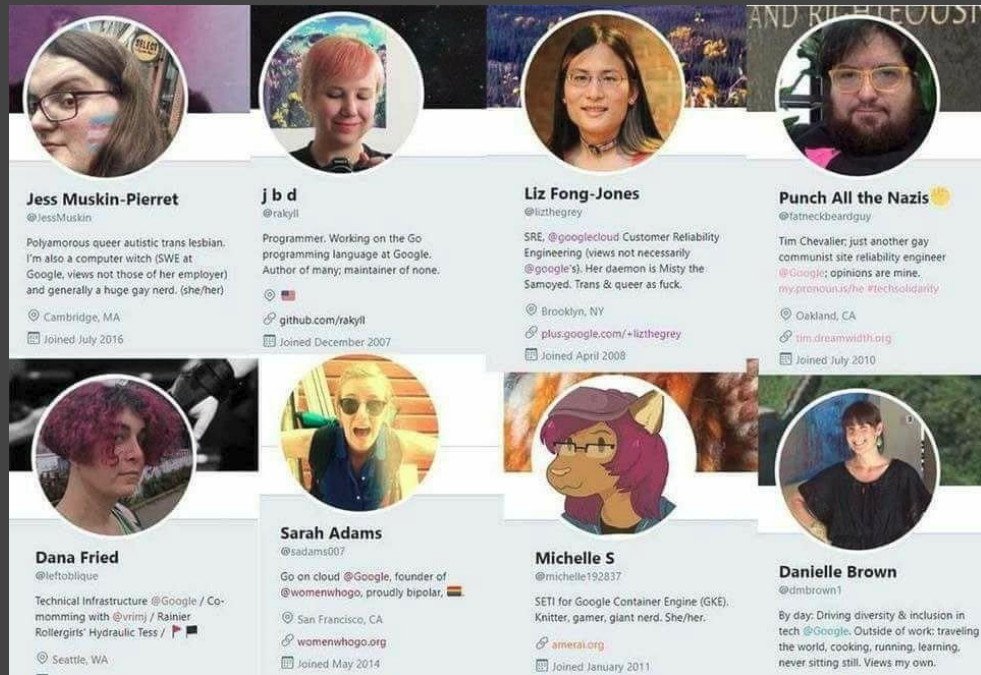 SELECT
AND RIGHTEOUSN
Jess Muskin-Pierret
@JessMuskin
Polyamorous queer autistic trans lesbian.
I'm also a computer witch (SWE at
Google, views not those of her employer)
and generally a huge gay nerd. (she/her)
Cambridge, MA
Joined July 2016
j b d
@rakyll
Programmer. Working on the Go
programming language at Google.
Author of many; maintainer of none.
github.com/rakyll
Joined December 2007
Liz Fong-Jones
@lizthegrey
SRE, @googlecloud Customer Reliability
Engineering (views not necessarily
@google's). Her daemon is Misty the
Samoyed. Trans & queer as fuck.
Brooklyn, NY
plus.google.com/+lizthegrey
Joined April 2008
Punch All the Nazis
@fatneckbeardguy
Tim Chevalier; just another gay
communist site reliability engineer
@Google; opinions are mine.
my.pronoun.is/he #techsolidarity
Oakland, CA
tim.dreamwidth.org
Joined July 2010
Dana Fried
@leftoblique
Technical Infrastructure @Google / Co-
momming with @vrimj / Rainier
Rollergirls' Hydraulic Tess /
Seattle, WA
Sarah Adams
@sadams007
Go on cloud @Google, founder of
@womenwhogo, proudly bipolar,
San Francisco, CA
womenwhogo.org
Joined May 2014
Michelle S
@michelle192837
SETI for Google Container Engine (GKE).
Knitter, gamer, giant nerd. She/her.
amerai.org
Joined January 2011
Danielle Brown
@dmbrown1
By day: Driving diversity & inclusion in
tech @Google. Outside of work: traveling
the world, cooking, running, learning,
never sitting still. Views my own.